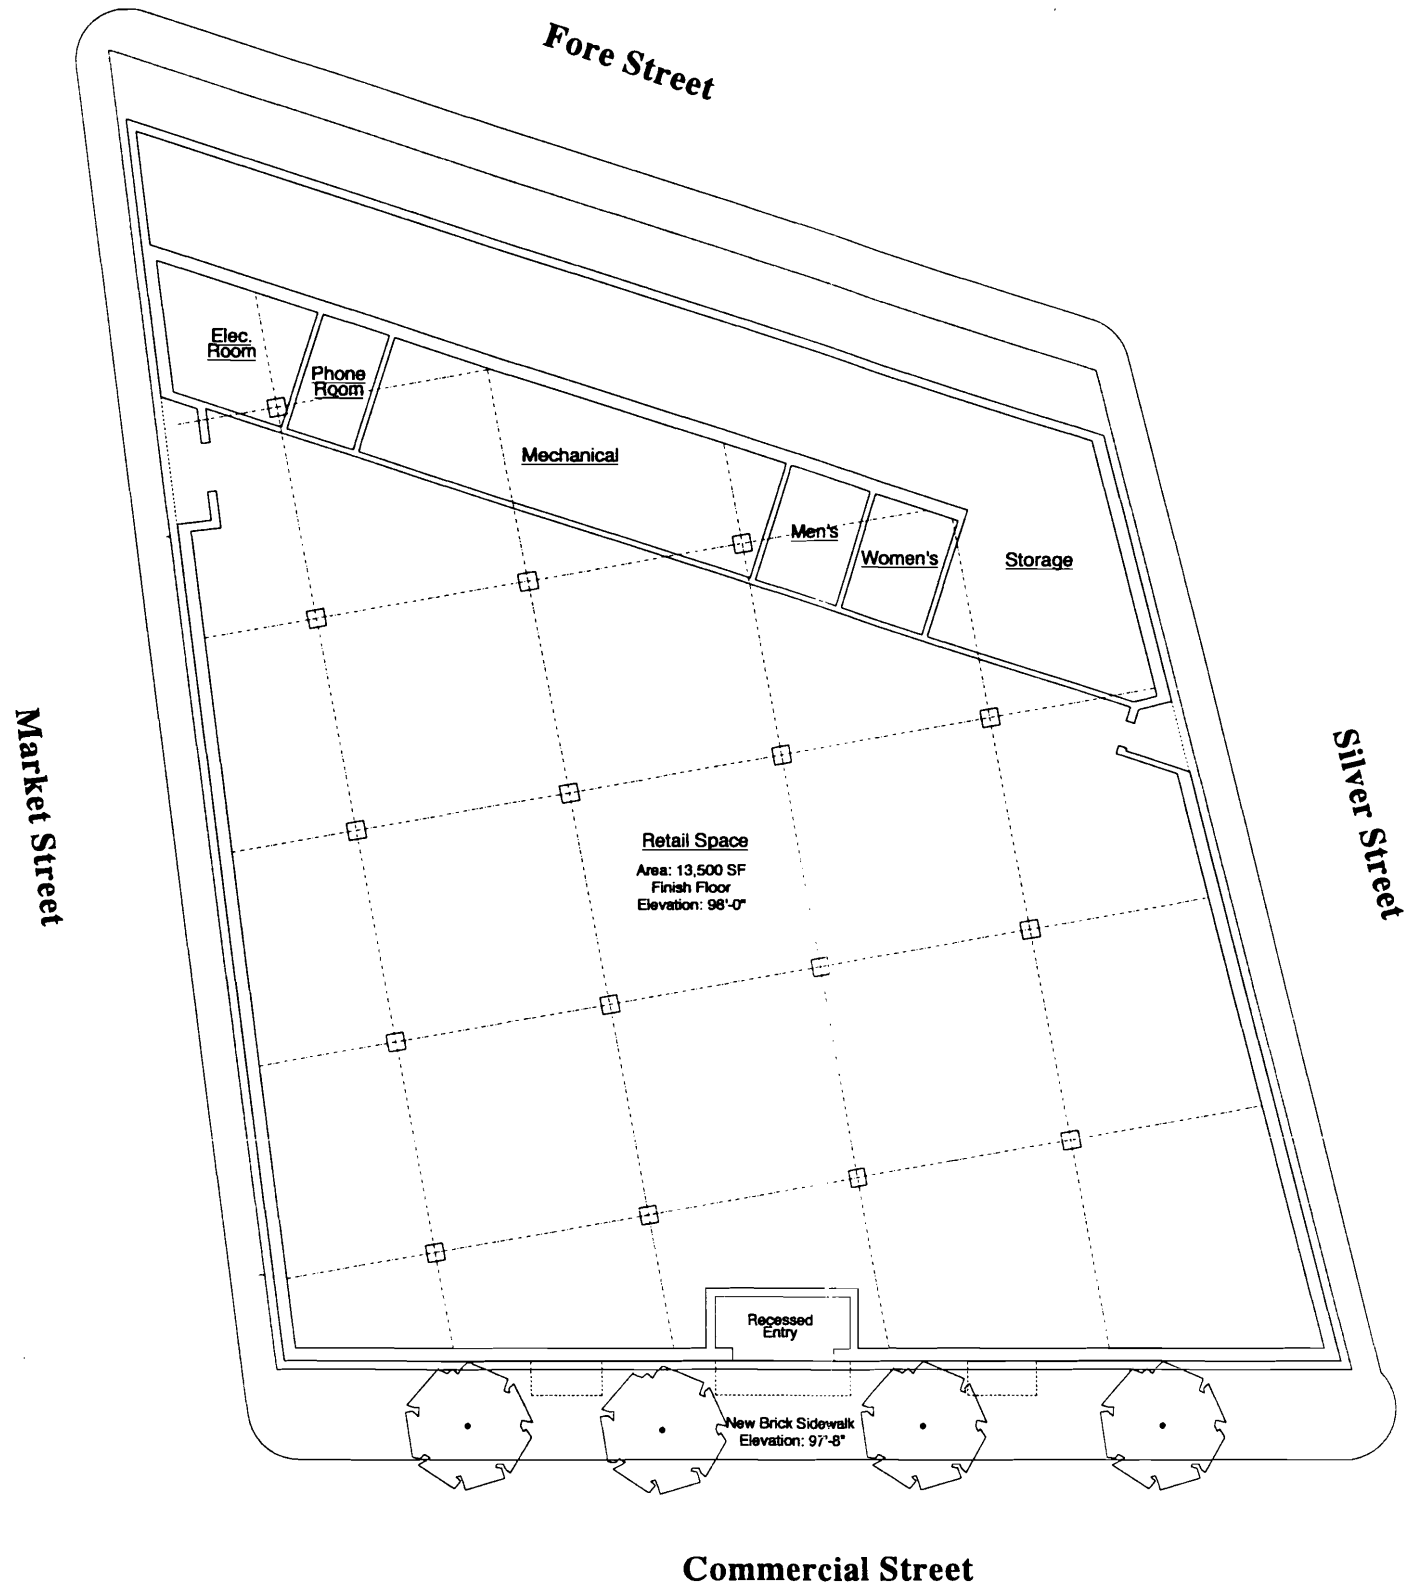 Fore Street
Elec.
Room
Phone
Room
Mechanical
Men's
Women's
Storage
Market Street
Silver Street
Retail Space
Area: 13,500 SF
Finish Floor
Elevation: 98'-0"
Recessed
Entry
New Brick Sidewalk
Elevation: 97'-8"
Commercial Street